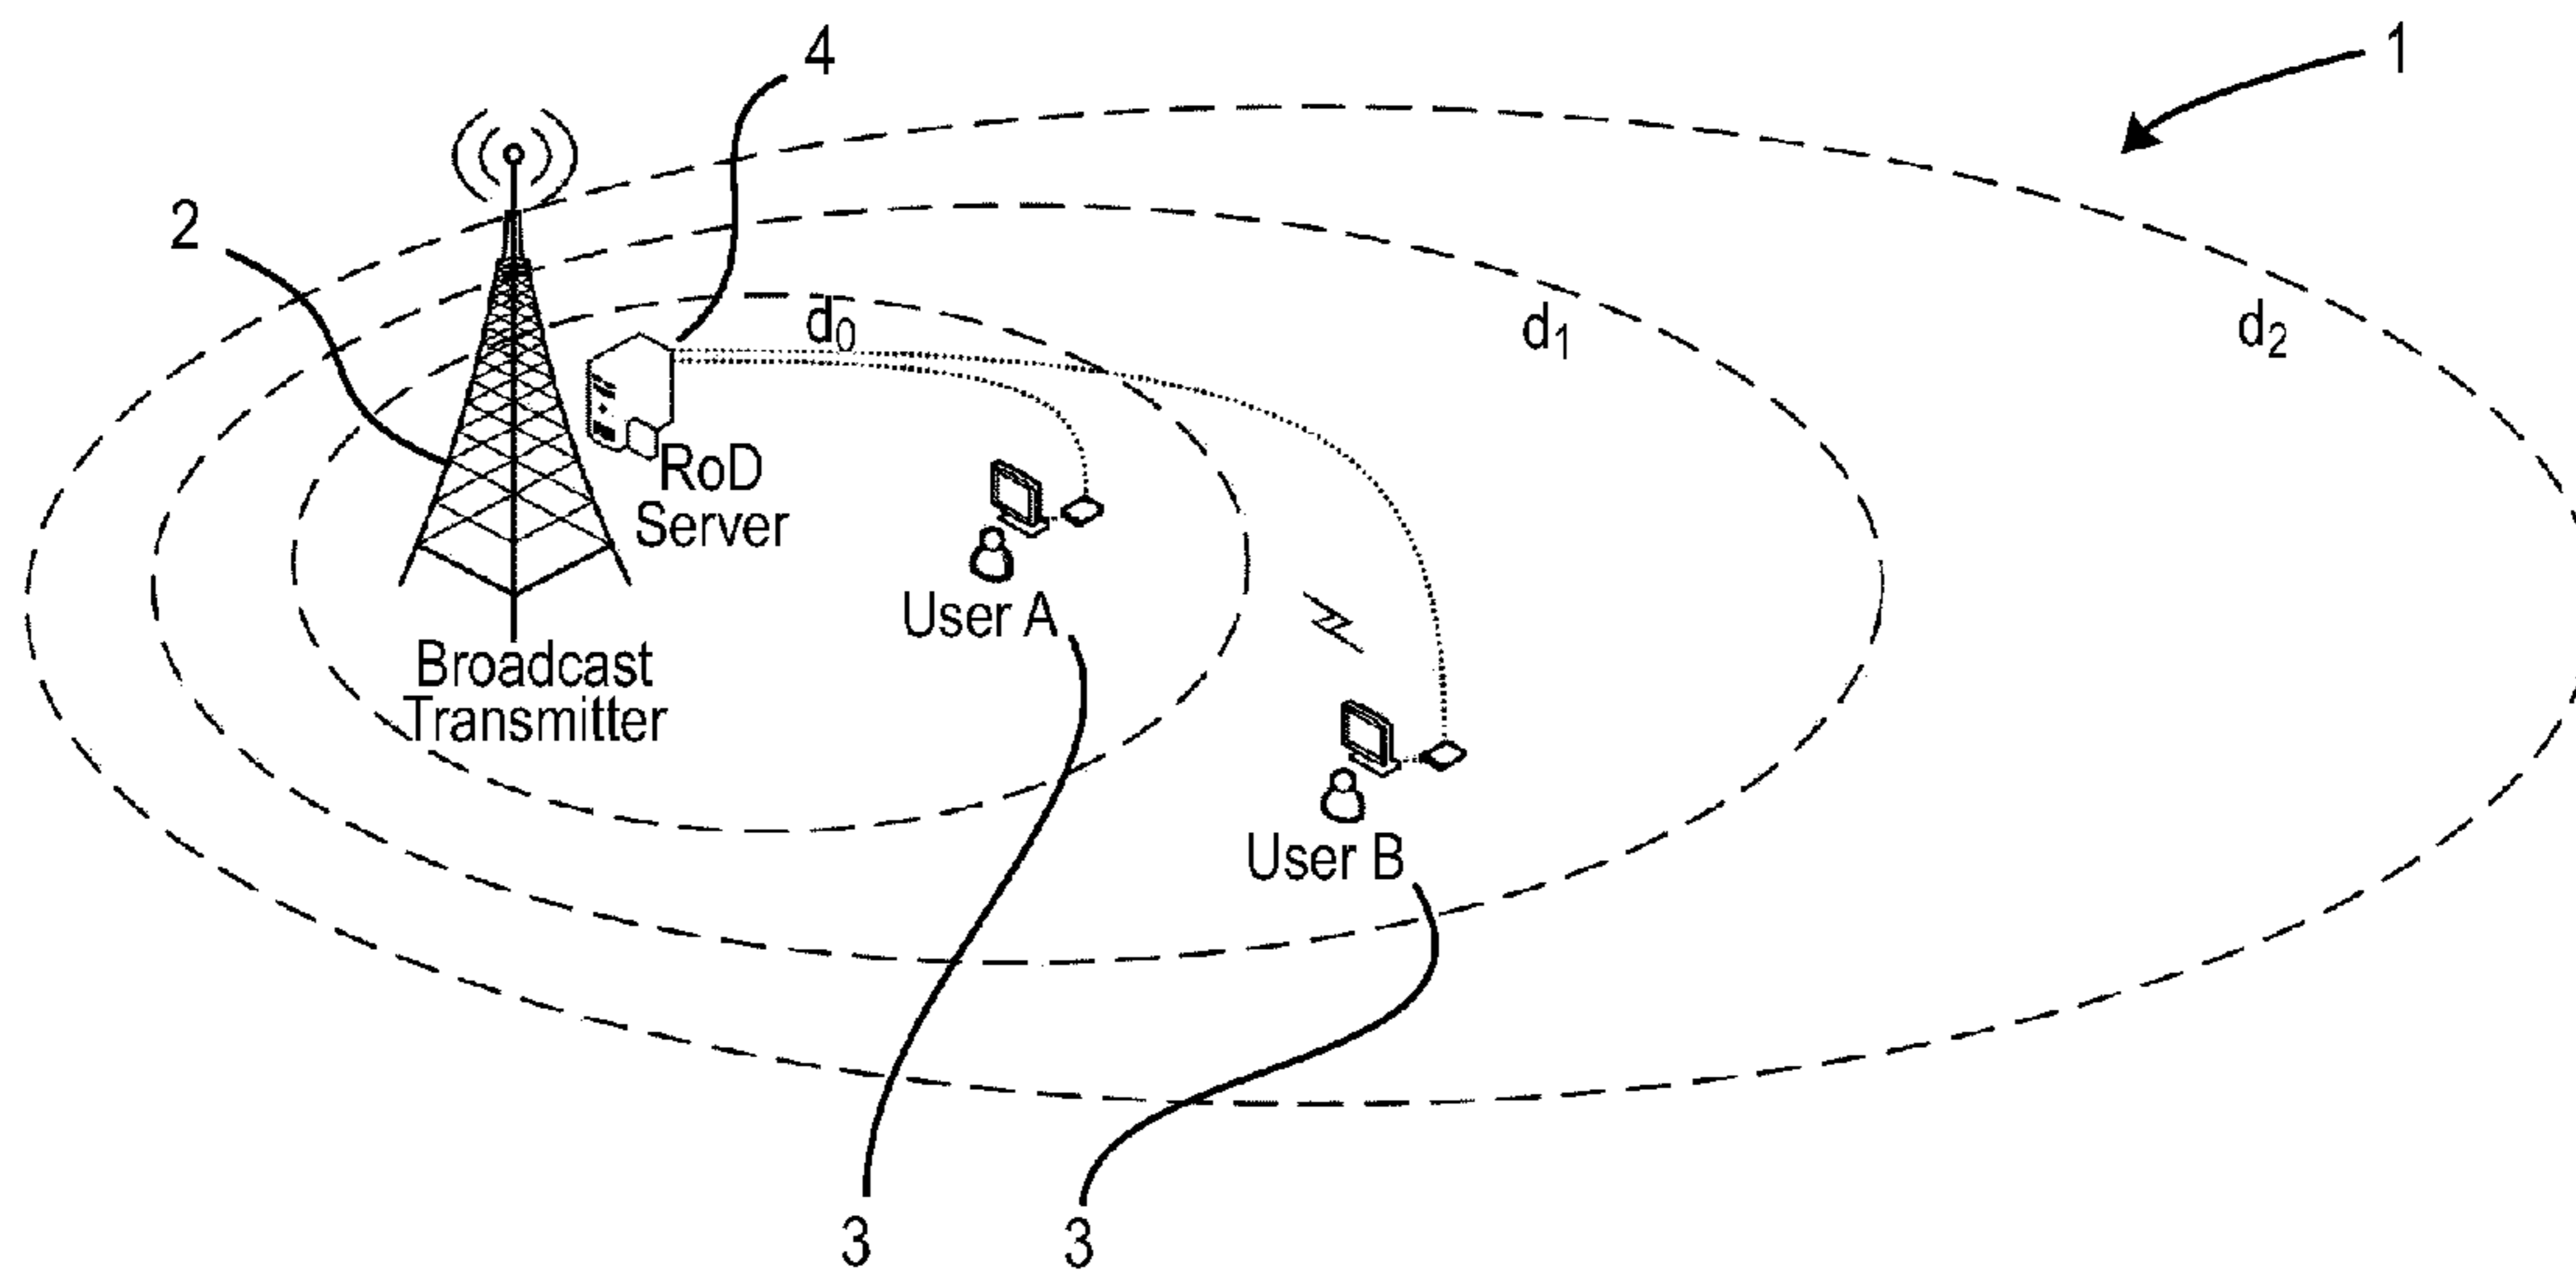 4
1
2
d0
d1
d2
RoD
Server
User A
Broadcast
Transmitter
User B
3
3